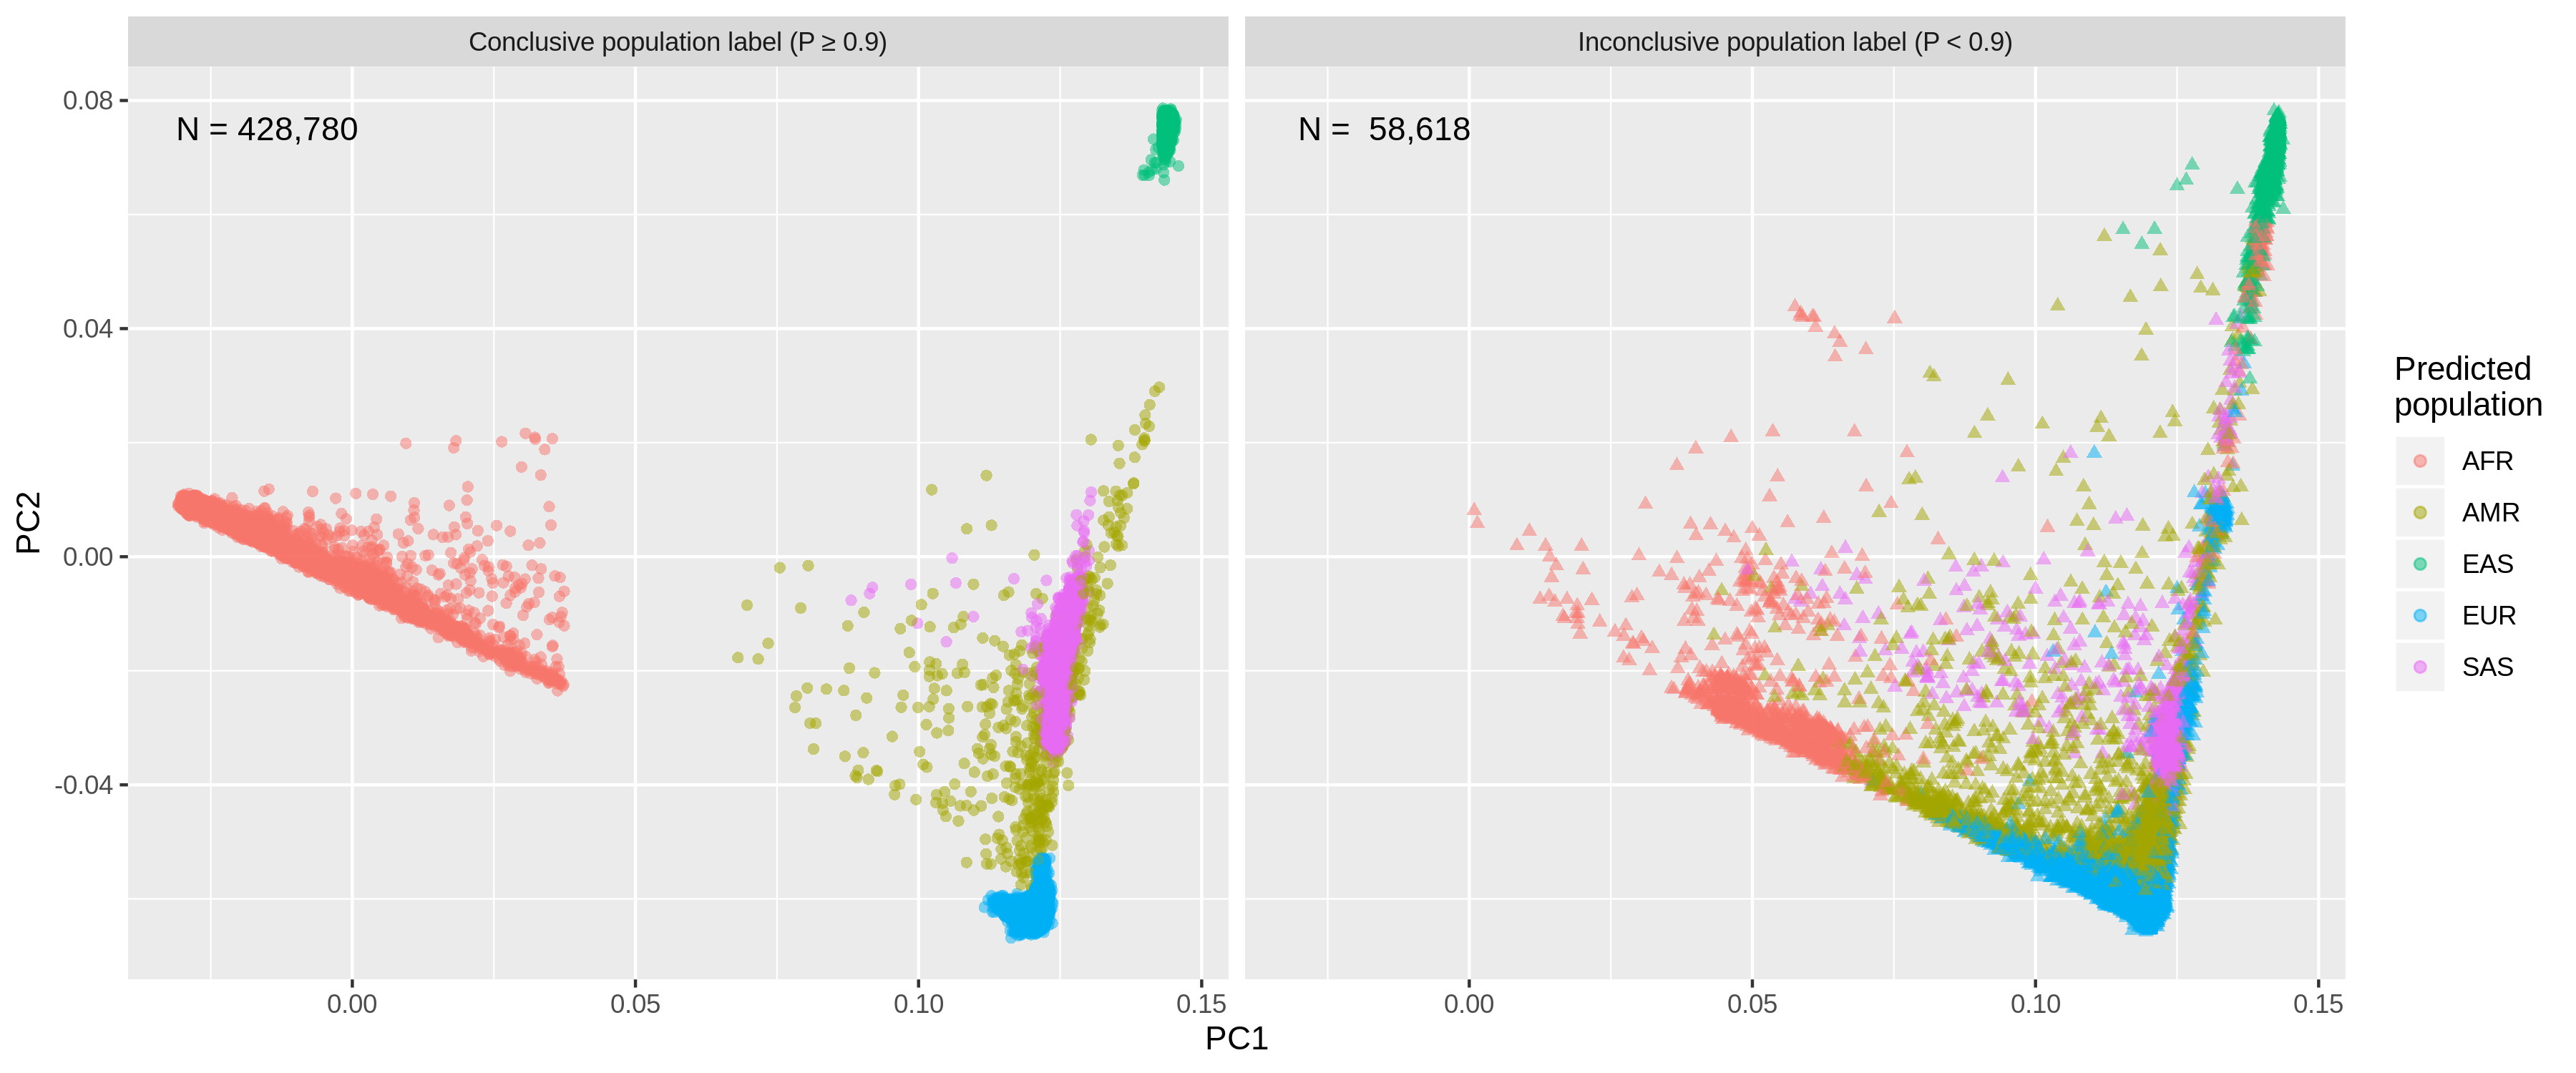 Conclusive population label (P ≥ 0.9)
Inconclusive population label (P < 0.9)
N = 428,780
N =  58,618
0.08
0.04
0.00
-0.04
PC2
0.00
0.05
0.10
0.15
0.00
0.05
0.10
0.15
PC1
Predicted
population
AFR
AMR
EAS
EUR
SAS